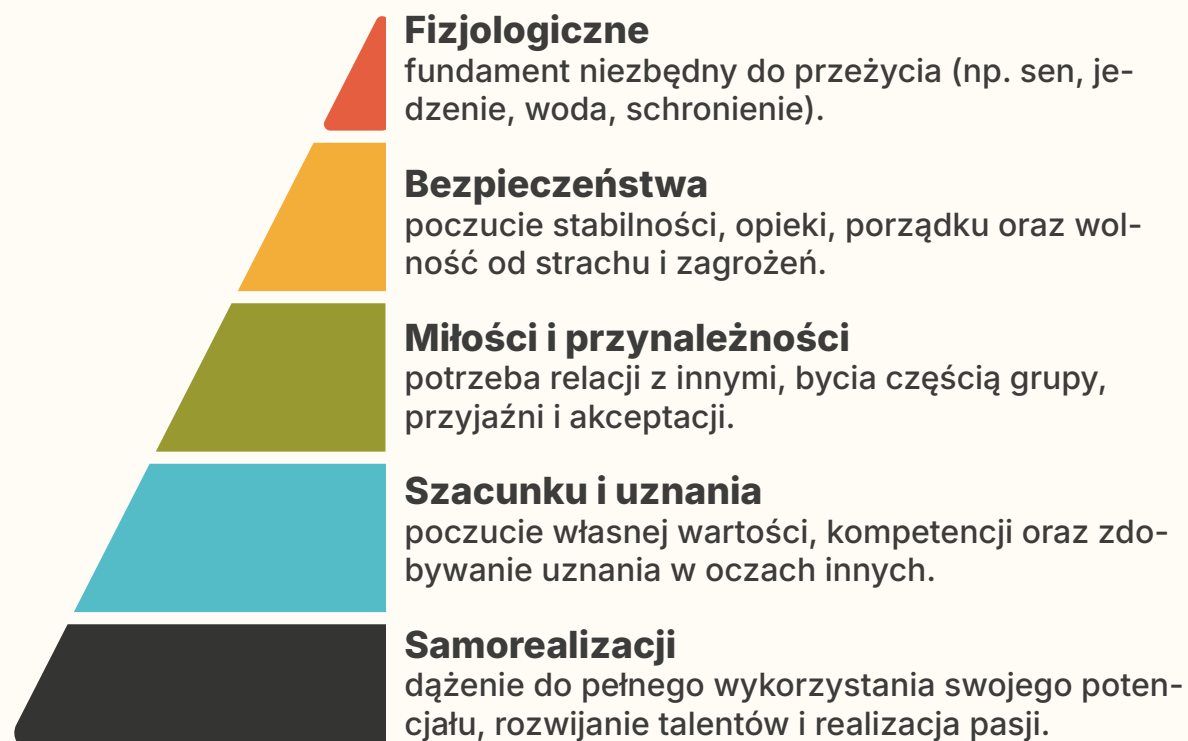 Fizjologiczne
fundament niezbędny do przeżycia (np. sen, je-
dzenie, woda, schronienie).
Bezpieczeństwa
poczucie stabilności, opieki, porządku oraz wol-
ność od strachu i zagrożeń.
Miłości i przynależności
potrzeba relacji z innymi, bycia częścią grupy,
przyjaźni i akceptacji.
Szacunku i uznania
poczucie własnej wartości, kompetencji oraz zdo-
bywanie uznania w oczach innych.
Samorealizacji
dążenie do pełnego wykorzystania swojego poten-
cjału, rozwijanie talentów i realizacja pasji.